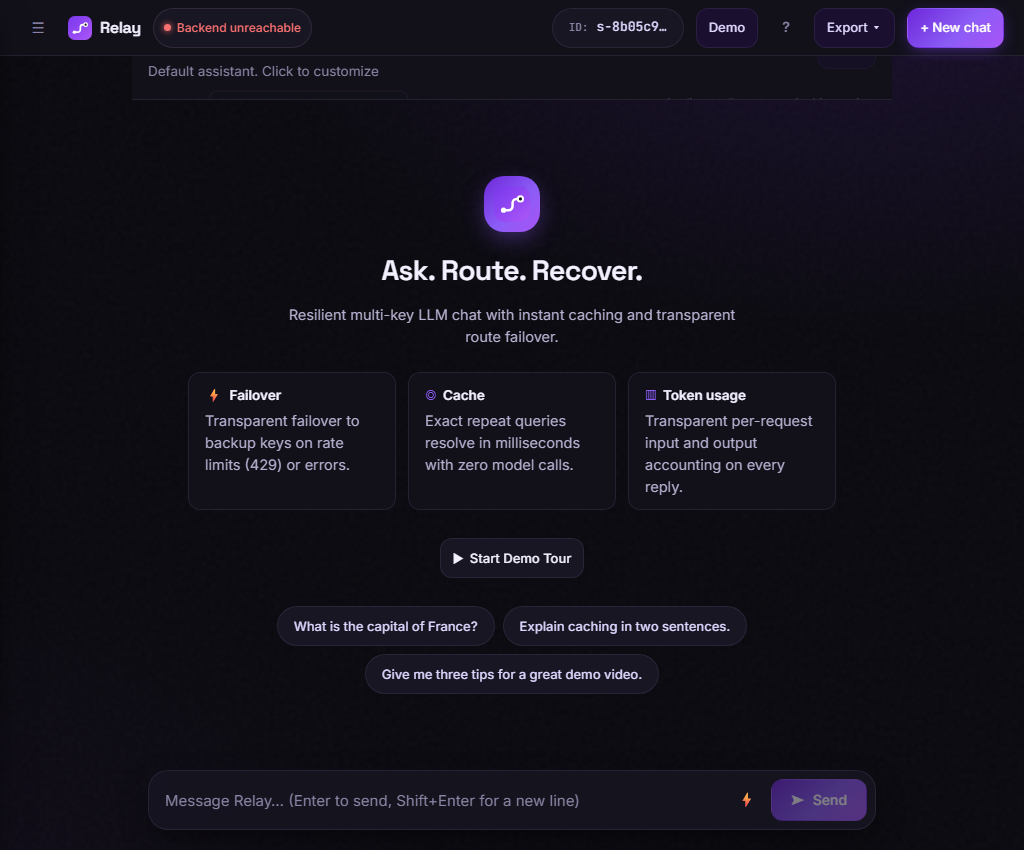 Relay
Backend unreachable
ID: s-8b05c9…
Demo
?
Export
+ New chat
Default assistant. Click to customize
Ask. Route. Recover.
Resilient multi-key LLM chat with instant caching and transparent
route failover.
Failover
Transparent failover to
backup keys on rate
limits (429) or errors.
Cache
Exact repeat queries
resolve in milliseconds
with zero model calls.
Token usage
Transparent per-request
input and output
accounting on every
reply.
Start Demo Tour
What is the capital of France?
Explain caching in two sentences.
Give me three tips for a great demo video.
Message Relay... (Enter to send, Shift+Enter for a new line)
Send